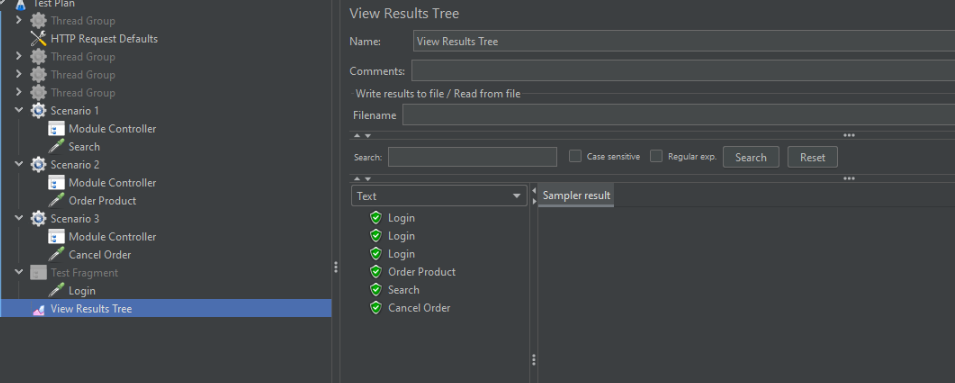 Test Plan
Thread Group
HTTP Request Defaults
Thread Group
Thread Group
Thread Group
Scenario 1
Module Controller
Search
Scenario 2
Module Controller
Order Product
Scenario 3
Module Controller
Cancel Order
Test Fragment
Login
View Results Tree
View Results Tree
Name: View Results Tree
Comments:
Write results to file / Read from file
Filename
Search: Case sensitive Regular exp. Search Reset
Text Sampler result
Login
Login
Login
Order Product
Search
Cancel Order